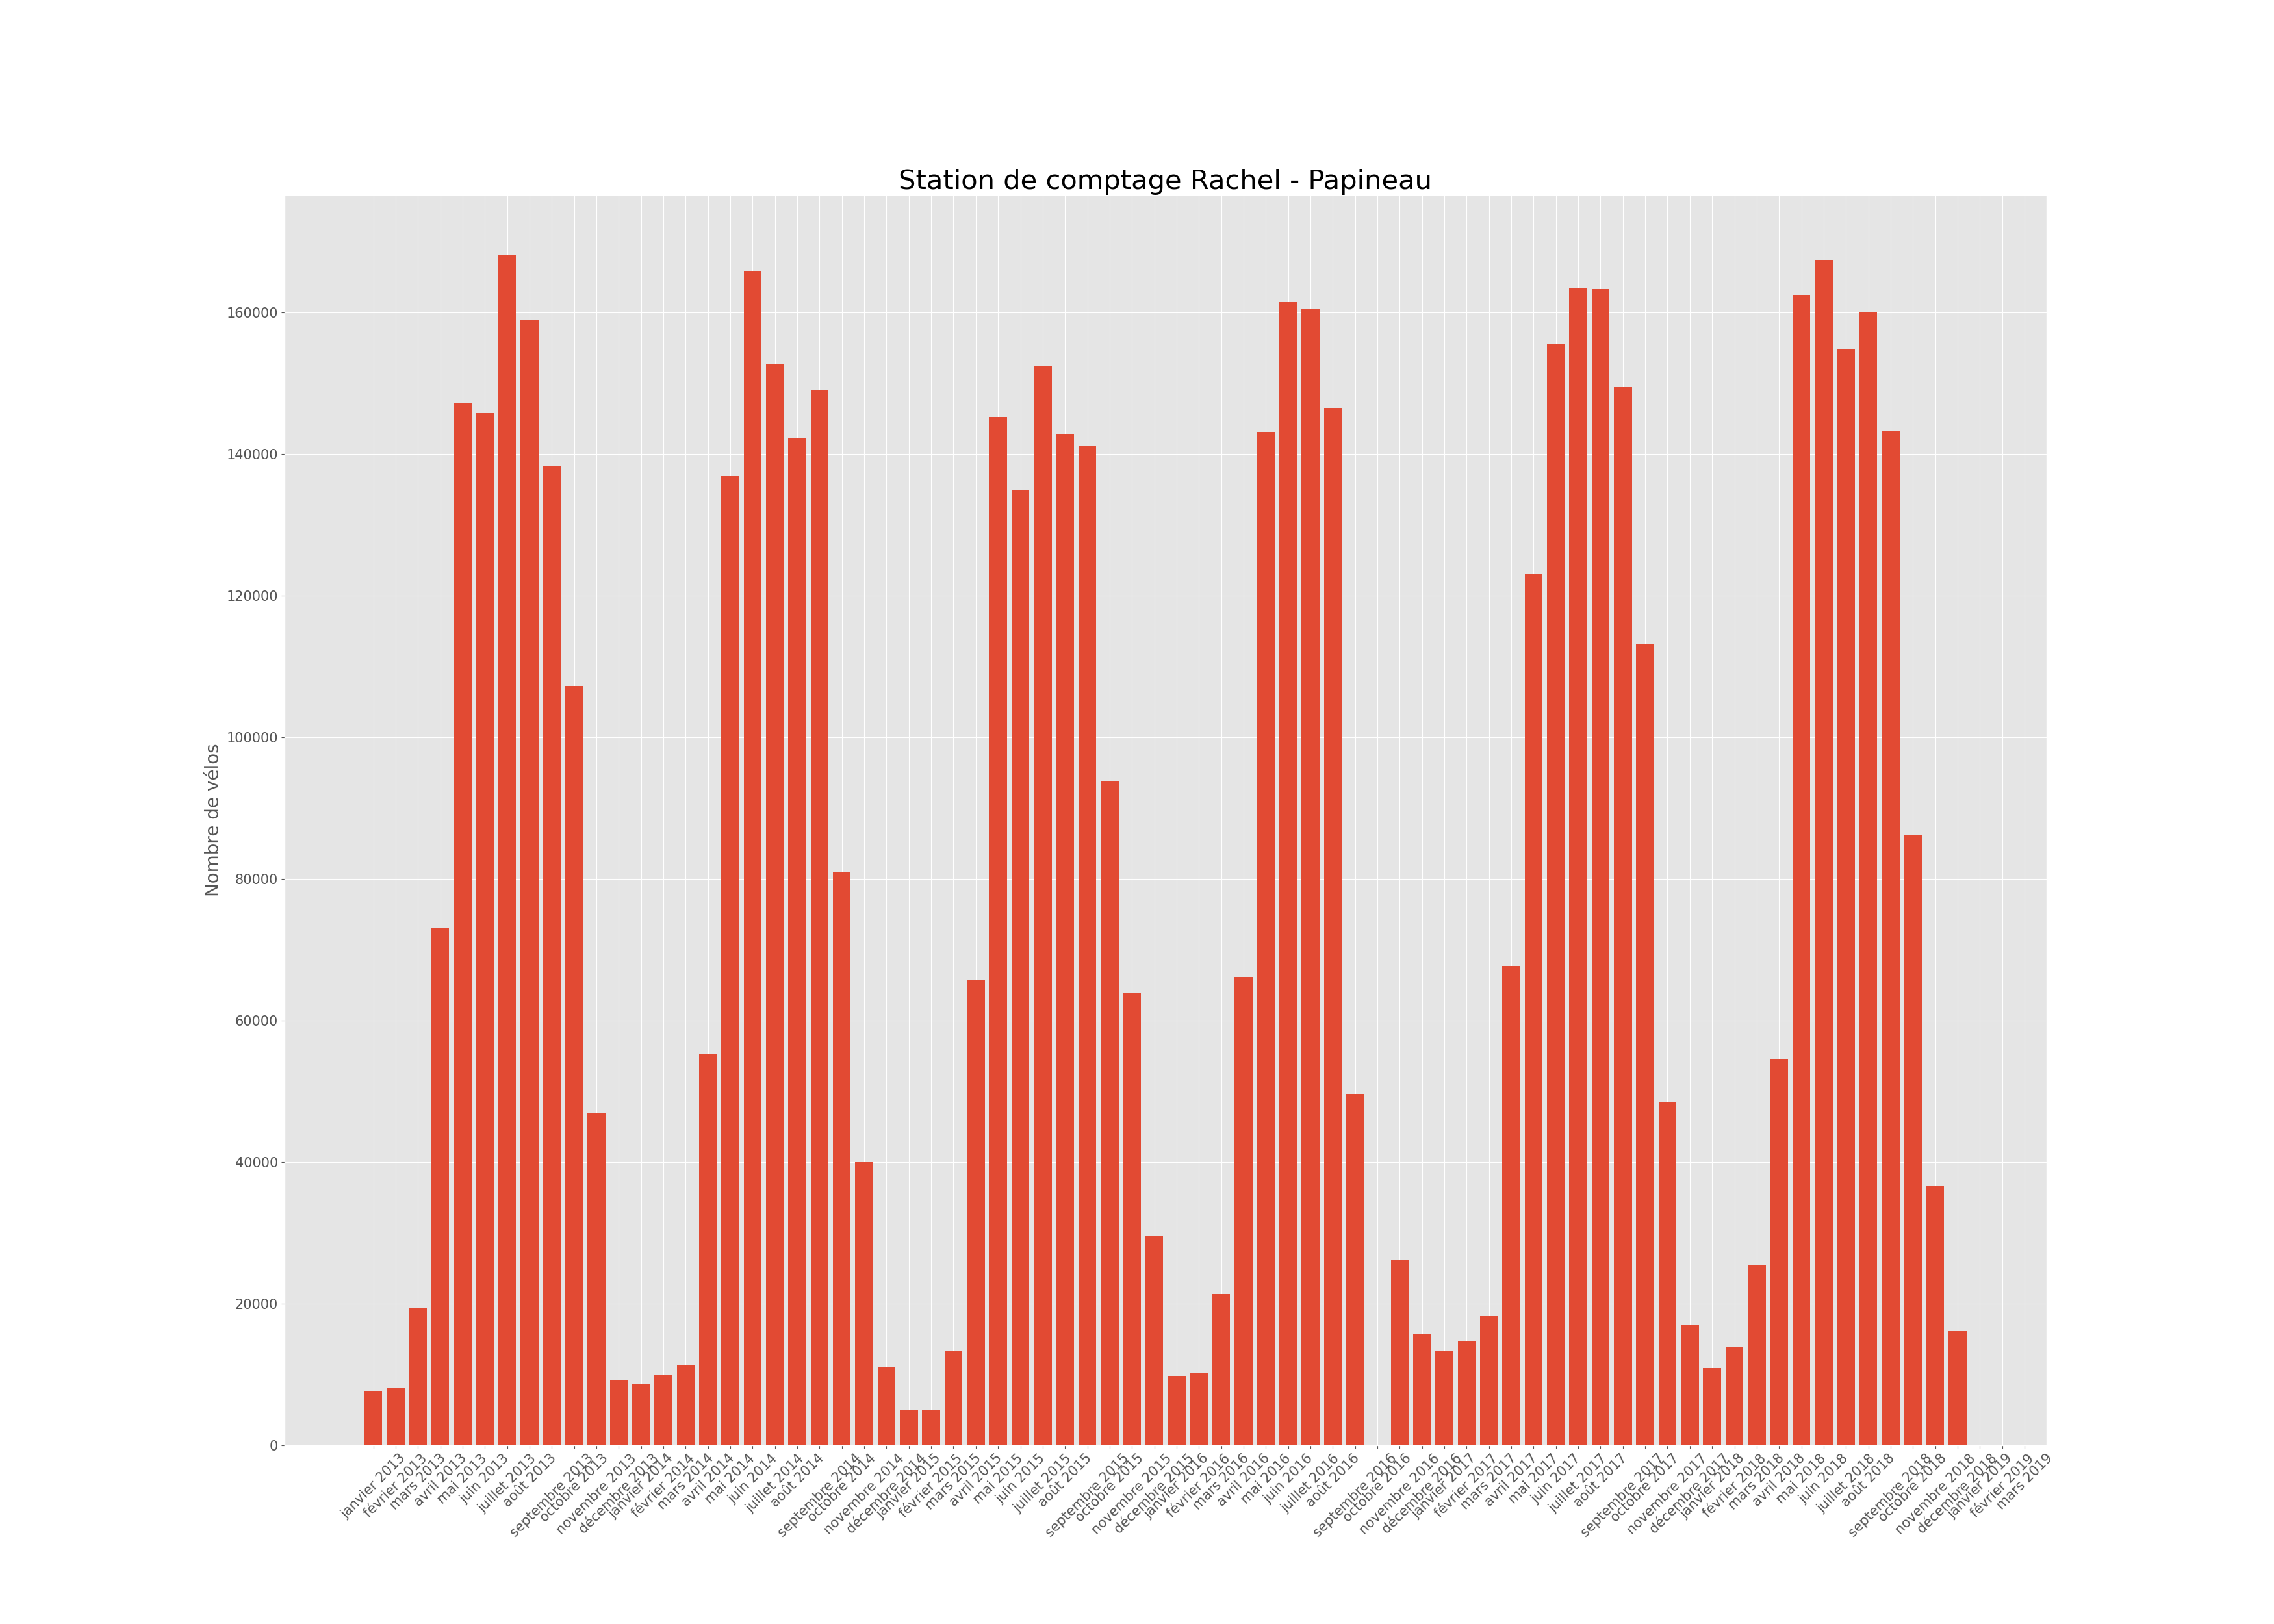 Station de comptage Rachel - Papineau
Nombre de vélos
160000
140000
120000
100000
80000
60000
40000
20000
0
janvier 2013
février 2013
mars 2013
avril 2013
mai 2013
juin 2013
juillet 2013
août 2013
septembre 2013
octobre 2013
novembre 2013
décembre 2013
janvier 2014
février 2014
mars 2014
avril 2014
mai 2014
juin 2014
juillet 2014
août 2014
septembre 2014
octobre 2014
novembre 2014
décembre 2014
janvier 2015
février 2015
mars 2015
avril 2015
mai 2015
juin 2015
juillet 2015
août 2015
septembre 2015
octobre 2015
novembre 2015
décembre 2015
janvier 2016
février 2016
mars 2016
avril 2016
mai 2016
juin 2016
juillet 2016
août 2016
septembre 2016
octobre 2016
novembre 2016
décembre 2016
janvier 2017
février 2017
mars 2017
avril 2017
mai 2017
juin 2017
juillet 2017
août 2017
septembre 2017
octobre 2017
novembre 2017
décembre 2017
janvier 2018
février 2018
mars 2018
avril 2018
mai 2018
juin 2018
juillet 2018
août 2018
septembre 2018
octobre 2018
novembre 2018
décembre 2018
janvier 2019
février 2019
mars 2019